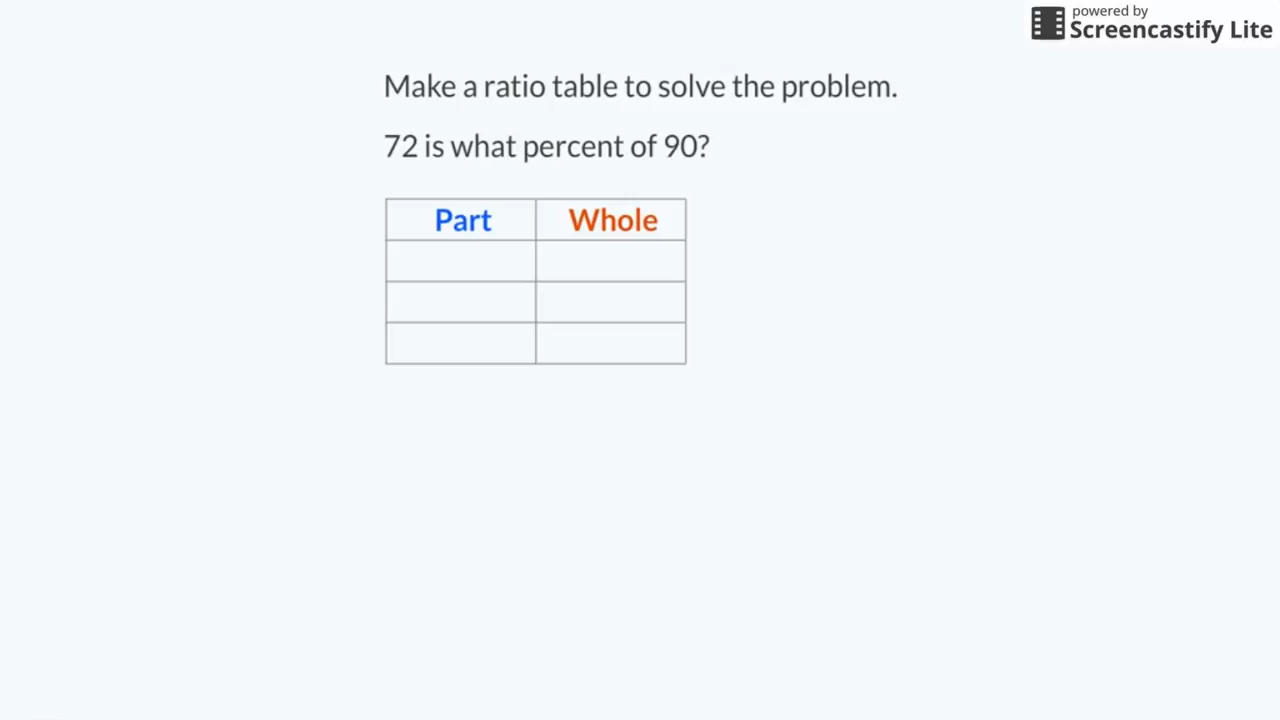 powered by
Screencastify Lite
Make a ratio table to solve the problem.
72 is what percent of 90?
Part Whole